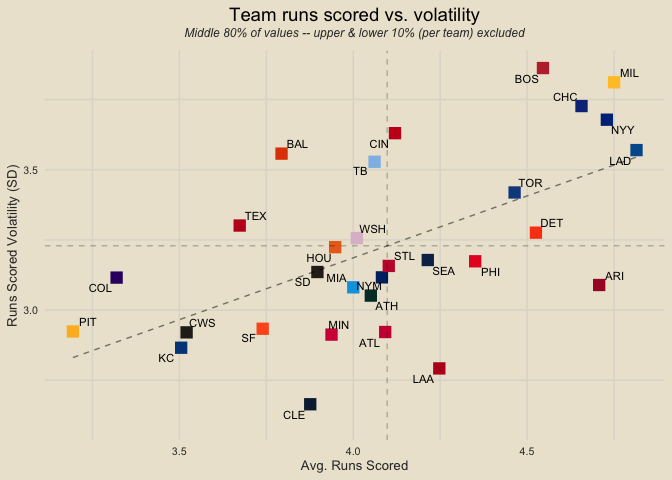 Team runs scored vs. volatility
Middle 80% of values -- upper & lower 10% (per team) excluded
BOS
MIL
CHC
NYY
LAD
CIN
BAL
TB
TOR
TEX
WSH
DET
HOU
STL
SEA
PHI
ARI
COL
SD
MIA
NYM
ATH
PIT
CWS
KC
SF
MIN
ATL
LAA
CLE
3.5
3.0
Runs Scored Volatility (SD)
3.5
4.0
4.5
Avg. Runs Scored